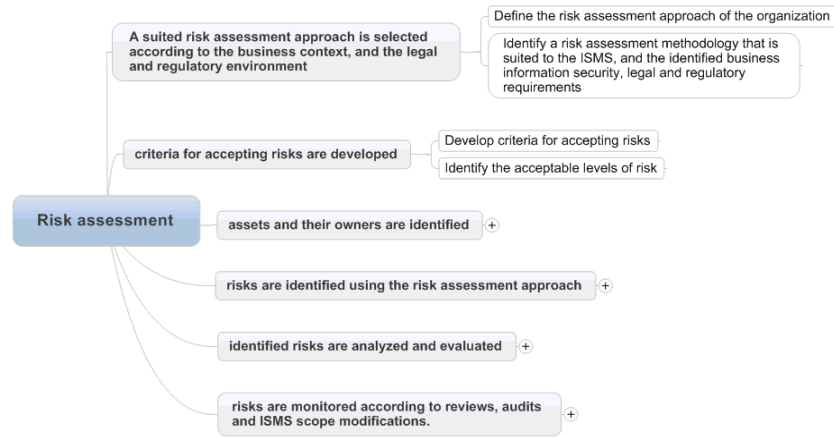 A suited risk assessment approach is selected
according to the business context, and the legal
and regulatory environment
Define the risk assessment approach of the organization
Identify a risk assessment methodology that is
suited to the ISMS, and the identified business
information security, legal and regulatory
requirements
criteria for accepting risks are developed
Develop criteria for accepting risks
Identify the acceptable levels of risk
Risk assessment
assets and their owners are identified
risks are identified using the risk assessment approach
identified risks are analyzed and evaluated
risks are monitored according to reviews, audits
and ISMS scope modifications.